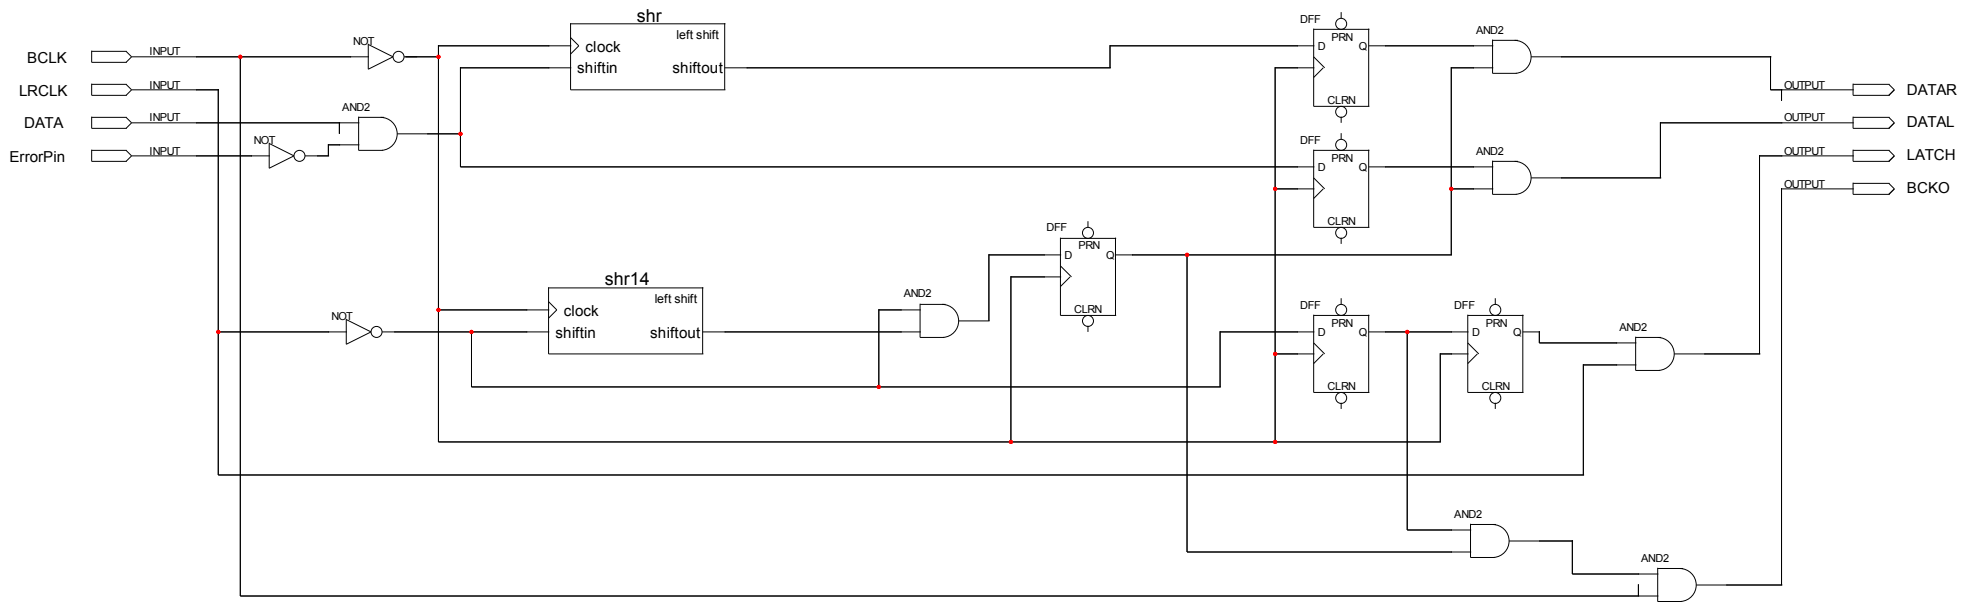 shr
left shift
clock
shiftin
shiftout
BCLK
INPUT
NOT
LRCLK
INPUT
DATA
INPUT
AND2
ErrorPin
INPUT
NOT
DFF
PRN
D
Q
CLRN
AND2
OUTPUT
DATAR
OUTPUT
DATAL
OUTPUT
LATCH
OUTPUT
BCKO
DFF
PRN
D
Q
CLRN
AND2
DFF
PRN
D
Q
CLRN
shr14
left shift
clock
shiftin
shiftout
NOT
AND2
DFF
PRN
D
Q
CLRN
DFF
PRN
D
Q
CLRN
AND2
AND2
AND2